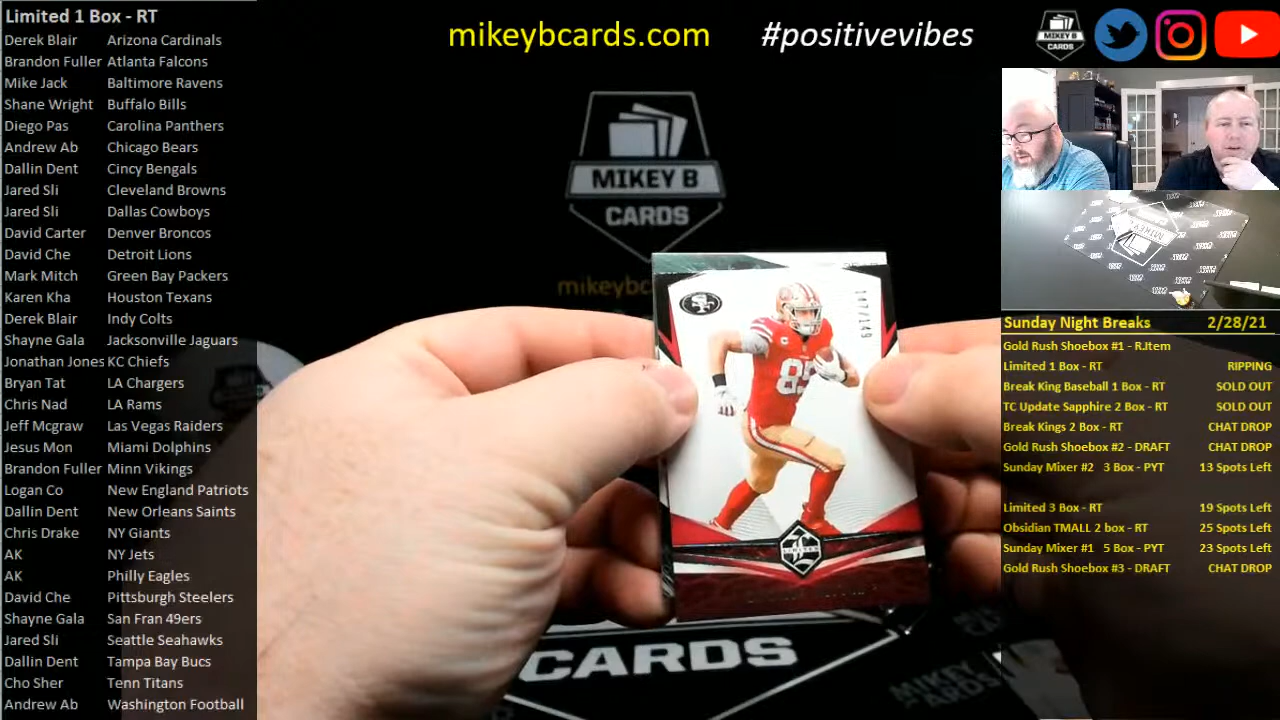 Limited 1 Box - RT
Derek Blair Arizona Cardinals
Brandon Fuller Atlanta Falcons
Mike Jack Baltimore Ravens
Shane Wright Buffalo Bills
Diego Pas Carolina Panthers
Andrew Ab Chicago Bears
Dallin Dent Cincy Bengals
Jared Sli Cleveland Browns
Jared Sli Dallas Cowboys
David Carter Denver Broncos
David Che Detroit Lions
Mark Mitch Green Bay Packers
Karen Kha Houston Texans
Derek Blair Indy Colts
Shayne Gala Jacksonville Jaguars
Jonathan Jones KC Chiefs
Bryan Tat LA Chargers
Chris Nad LA Rams
Jeff Mcgraw Las Vegas Raiders
Jesus Mon Miami Dolphins
Brandon Fuller Minn Vikings
Logan Co New England Patriots
Dallin Dent New Orleans Saints
Chris Drake NY Giants
AK NY Jets
AK Philly Eagles
David Che Pittsburgh Steelers
Shayne Gala San Fran 49ers
Jared Sli Seattle Seahawks
Dallin Dent Tampa Bay Bucs
Cho Sher Tenn Titans
Andrew Ab Washington Football
mikeybcards.com #positivevibes
MIKEY B
CARDS
MIKEY B
CARDS
mikeybc
SF
85
LIMITED
CARDS
MIKEY B
CARDS
Sunday Night Breaks 2/28/21
Gold Rush Shoebox #1 - R.Item
Limited 1 Box - RT RIPPING
Break King Baseball 1 Box - RT SOLD OUT
TC Update Sapphire 2 Box - RT SOLD OUT
Break Kings 2 Box - RT CHAT DROP
Gold Rush Shoebox #2 - DRAFT CHAT DROP
Sunday Mixer #2 3 Box - PYT 13 Spots Left
Limited 3 Box - RT 19 Spots Left
Obsidian TMALL 2 box - RT 25 Spots Left
Sunday Mixer #1 5 Box - PYT 23 Spots Left
Gold Rush Shoebox #3 - DRAFT CHAT DROP